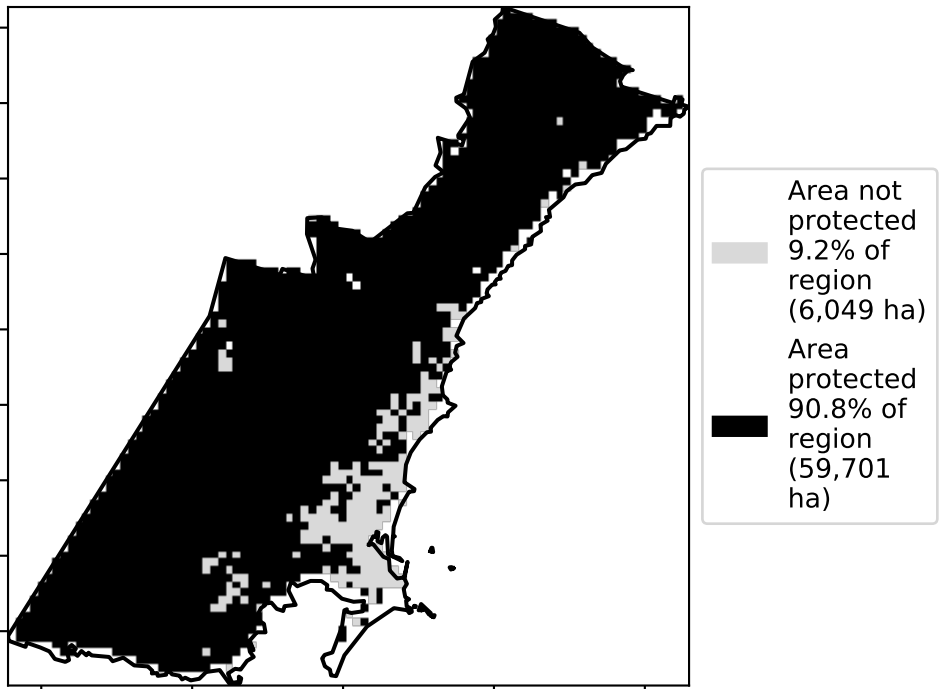 Area not
protected
9.2% of
region
(6,049 ha)
Area
protected
90.8% of
region
(59,701
ha)